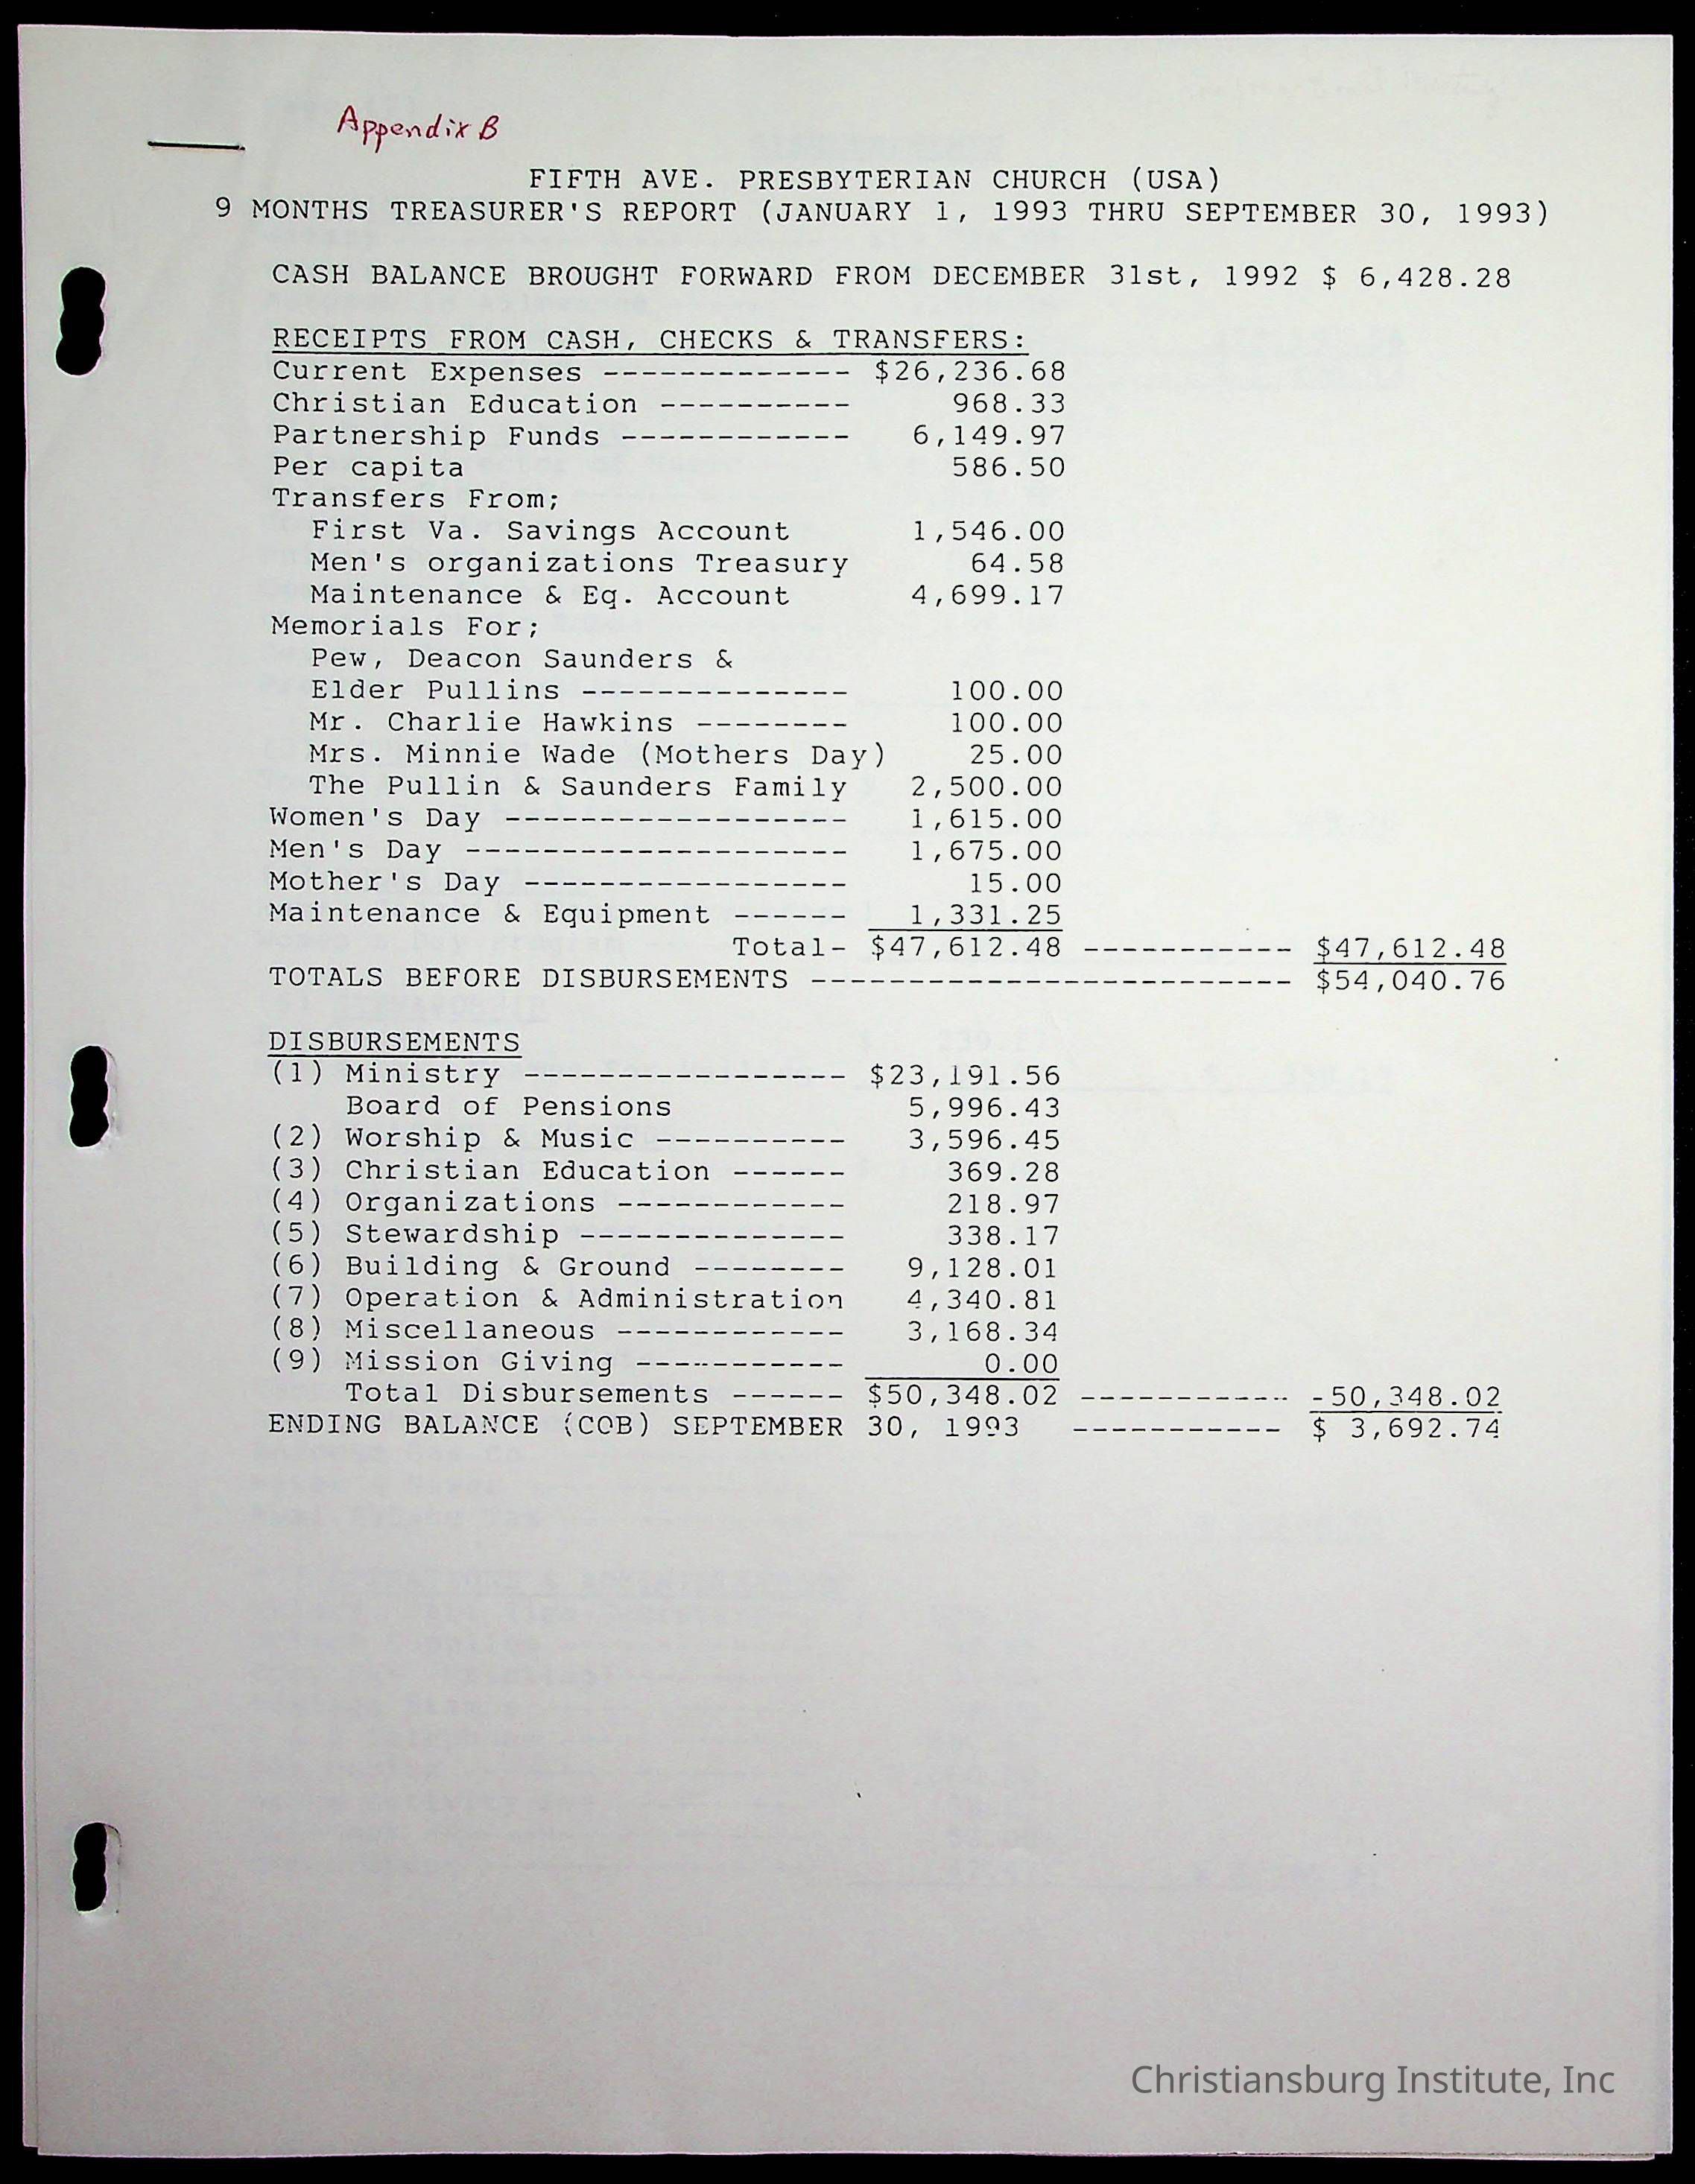 Appendix B
FIFTH AVE. PRESBYTERIAN CHURCH (USA)
9 MONTHS TREASURER'S REPORT (JANUARY 1, 1993 THRU SEPTEMBER 30, 1993)
CASH BALANCE BROUGHT FORWARD FROM DECEMBER 31st, 1992 $ 6,428.28
RECEIPTS FROM CASH, CHECKS & TRANSFERS:
Current Expenses ------------- $26,236.68
Christian Education ---------- 968.33
Partnership Funds ------------ 6,149.97
Per capita 586.50
Transfers From;
First Va. Savings Account 1,546.00
Men's organizations Treasury 64.58
Maintenance & Eq. Account 4,699.17
Memorials For;
Pew, Deacon Saunders &
Elder Pullins -------------- 100.00
Mr. Charlie Hawkins -------- 100.00
Mrs. Minnie Wade (Mothers Day) 25.00
The Pullin & Saunders Family 2,500.00
Women's Day ------------------ 1,615.00
Men's Day -------------------- 1,675.00
Mother's Day ----------------- 15.00
Maintenance & Equipment ------ 1,331.25
Total- $47,612.48 ----------- $47,612.48
TOTALS BEFORE DISBURSEMENTS ------------------------- $54,040.76
DISBURSEMENTS
(1) Ministry ----------------- $23,191.56
Board of Pensions 5,996.43
(2) Worship & Music ---------- 3,596.45
(3) Christian Education ------ 369.28
(4) Organizations ------------ 218.97
(5) Stewardship -------------- 338.17
(6) Building & Ground -------- 9,128.01
(7) Operation & Administration 4,340.81
(8) Miscellaneous ------------ 3,168.34
(9) Mission Giving ----------- 0.00
Total Disbursements ------ $50,348.02 ----------- -50,348.02
ENDING BALANCE (COB) SEPTEMBER 30, 1993 ----------- $ 3,692.74
Christiansburg Institute, Inc